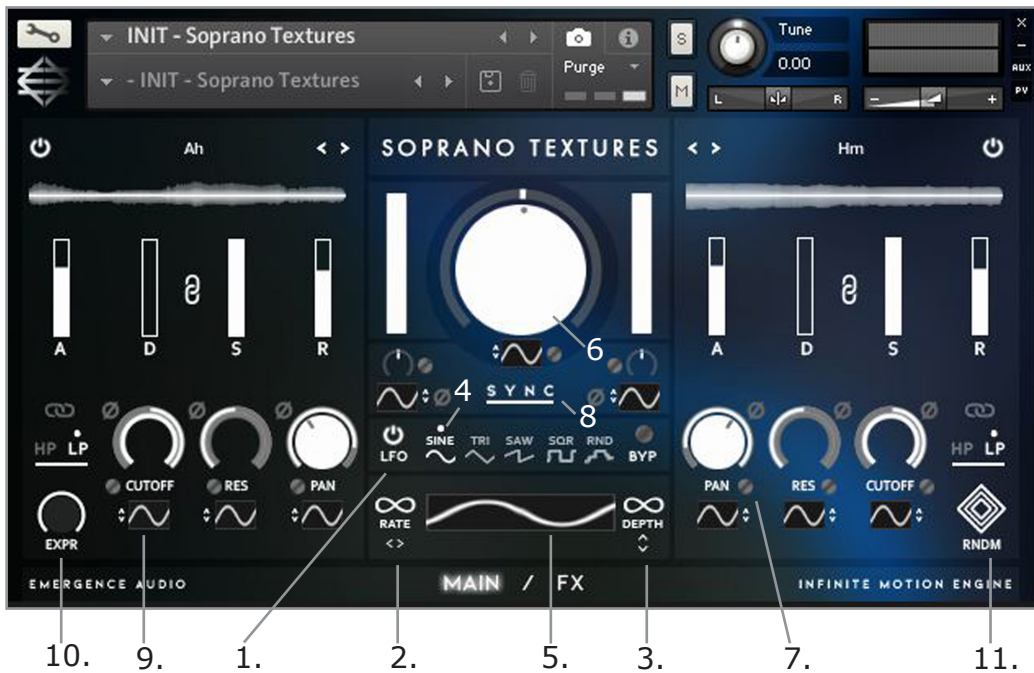 INIT - Soprano Textures
- INIT - Soprano Textures
Purge
S
M
Tune
0.00
L
R
-
+
X
-
AUX
PV
Ah
< >
SOPRANO TEXTURES
< >
Hm
A D S R
A D S R
6
4
SYNC
8
HP LP
CUTOFF RES PAN
EXPR
LFO SINE TRI SAW SQR RND BYP
RATE
< >
DEPTH
PAN RES CUTOFF
HP LP
RNDM
EMERGENCE AUDIO
MAIN / FX
INFINITE MOTION ENGINE
10. 9. 1. 2. 5. 3. 7. 11.